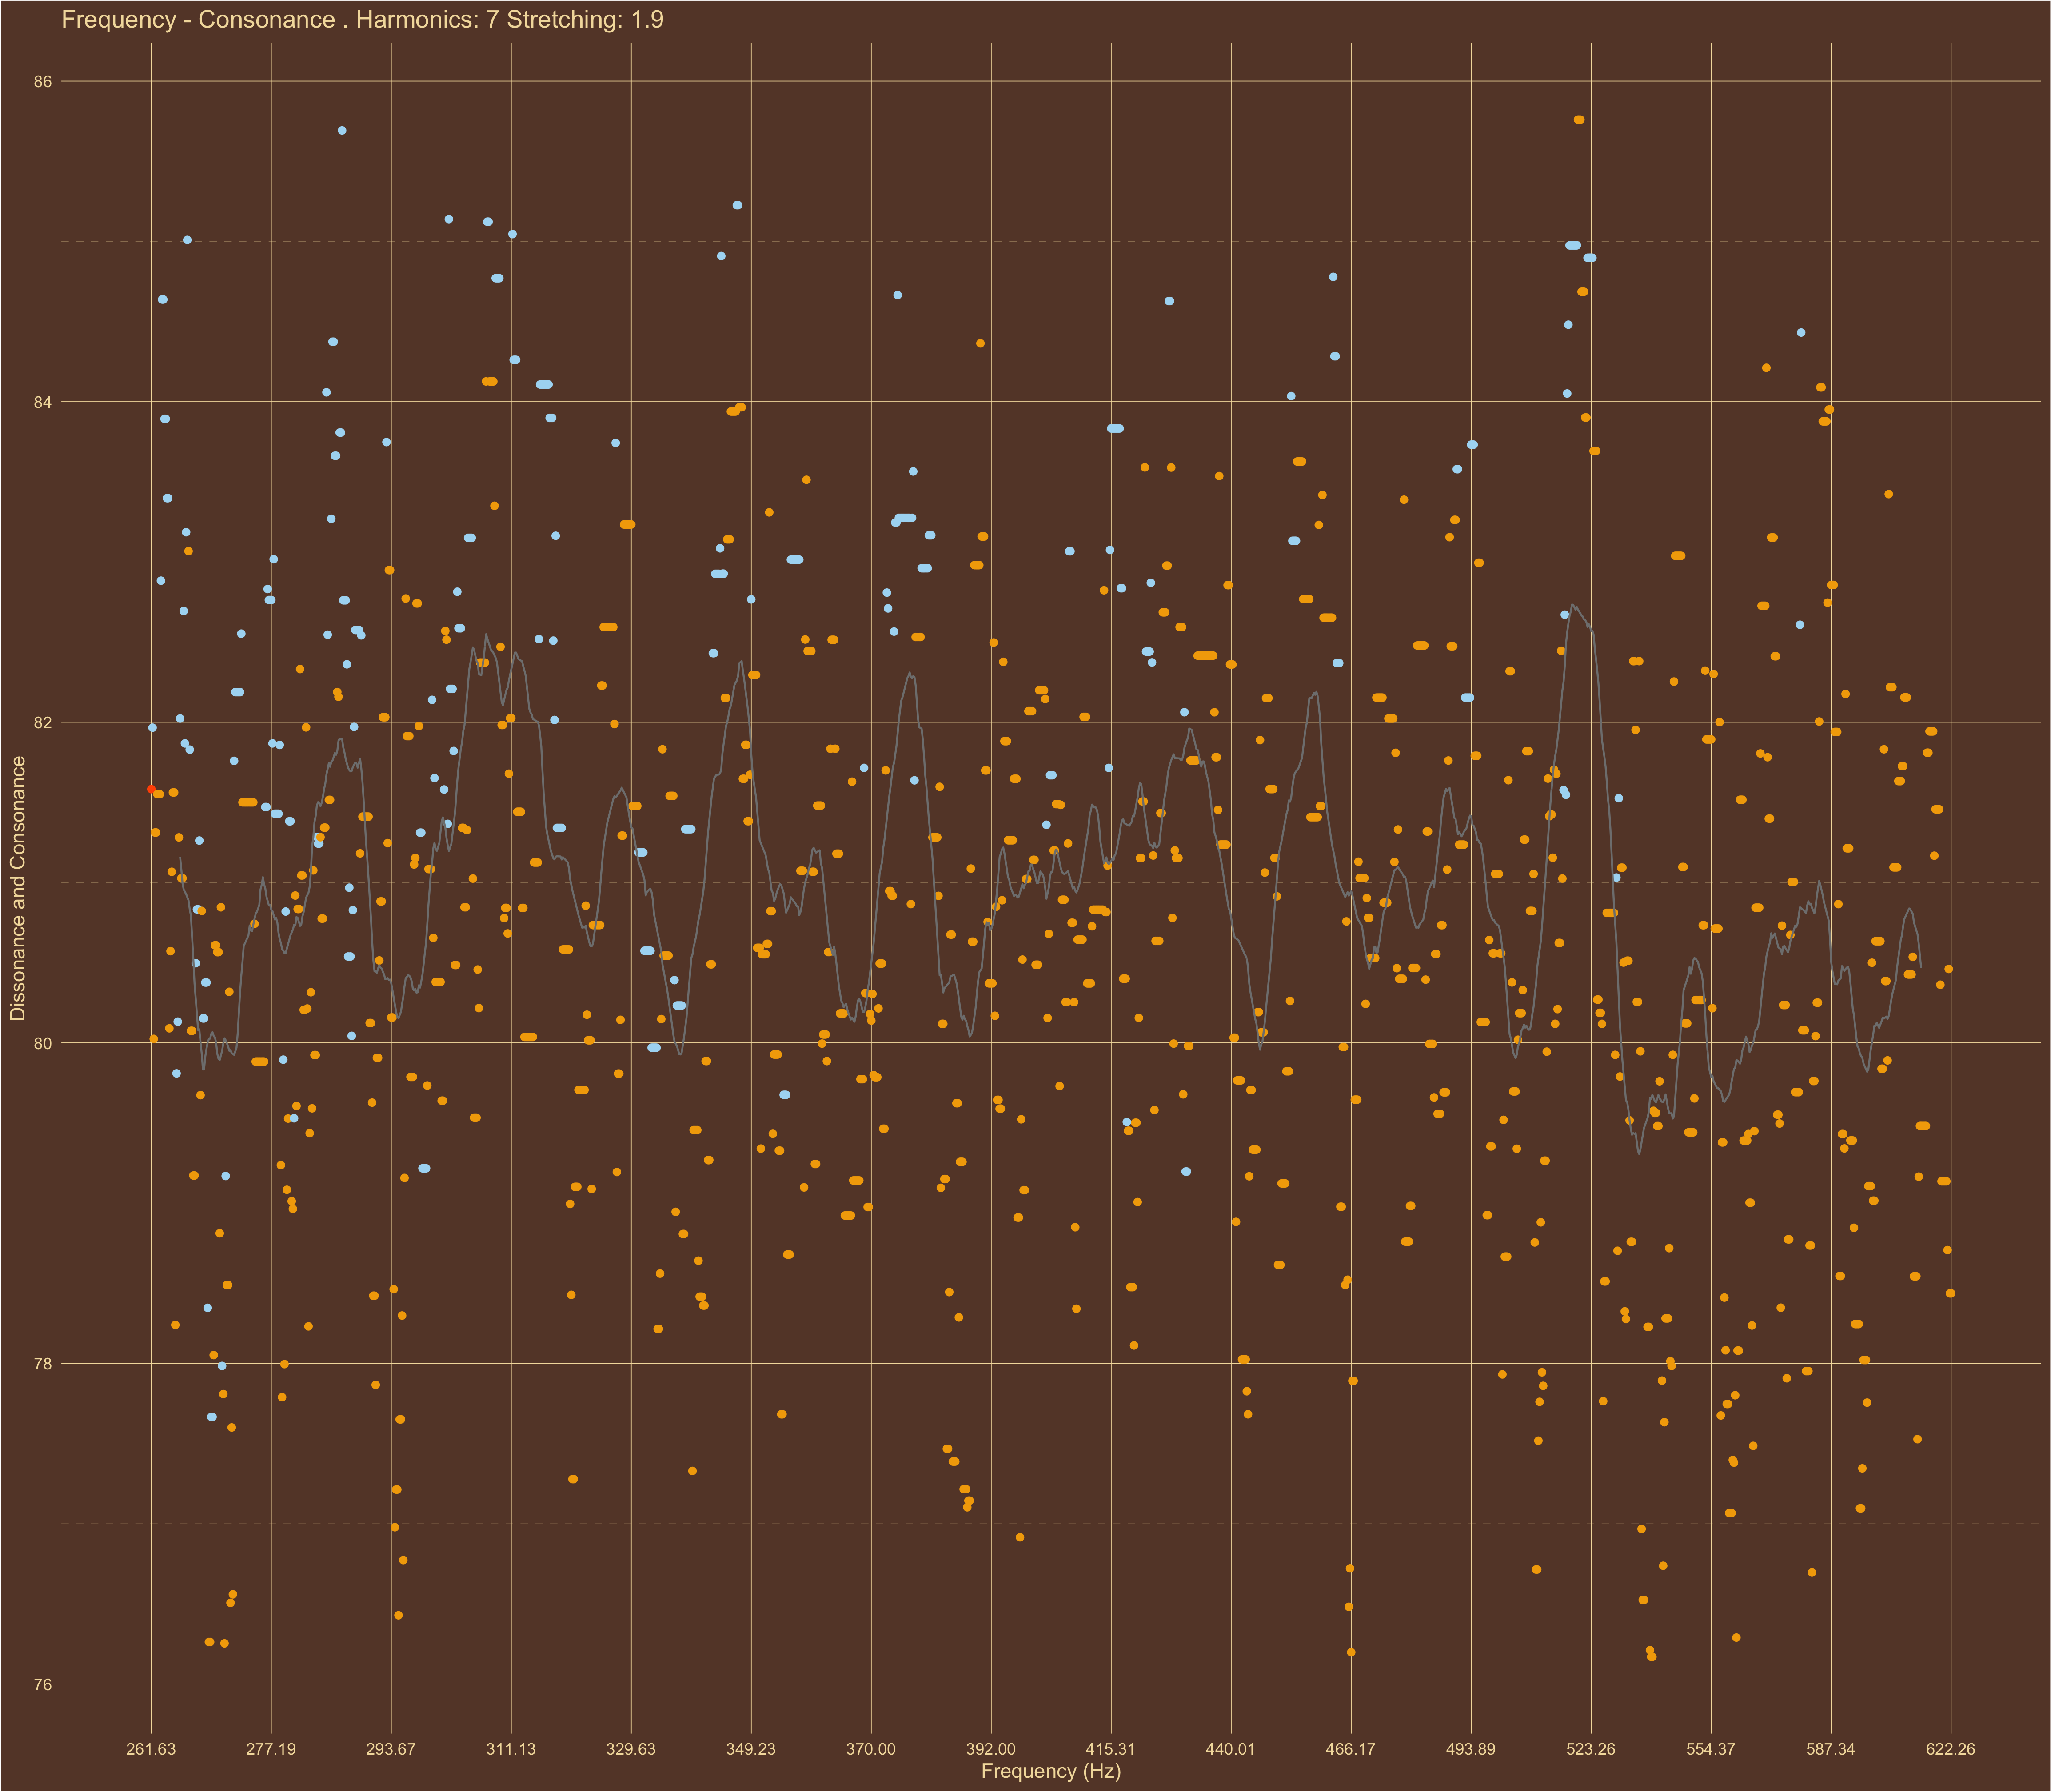 Frequency - Consonance . Harmonics: 7 Stretching: 1.9
Dissonance and Consonance
86
84
82
80
78
76
261.63 277.19 293.67 311.13 329.63 349.23 370.00 392.00 415.31 440.01 466.17 493.89 523.26 554.37 587.34 622.26
Frequency (Hz)